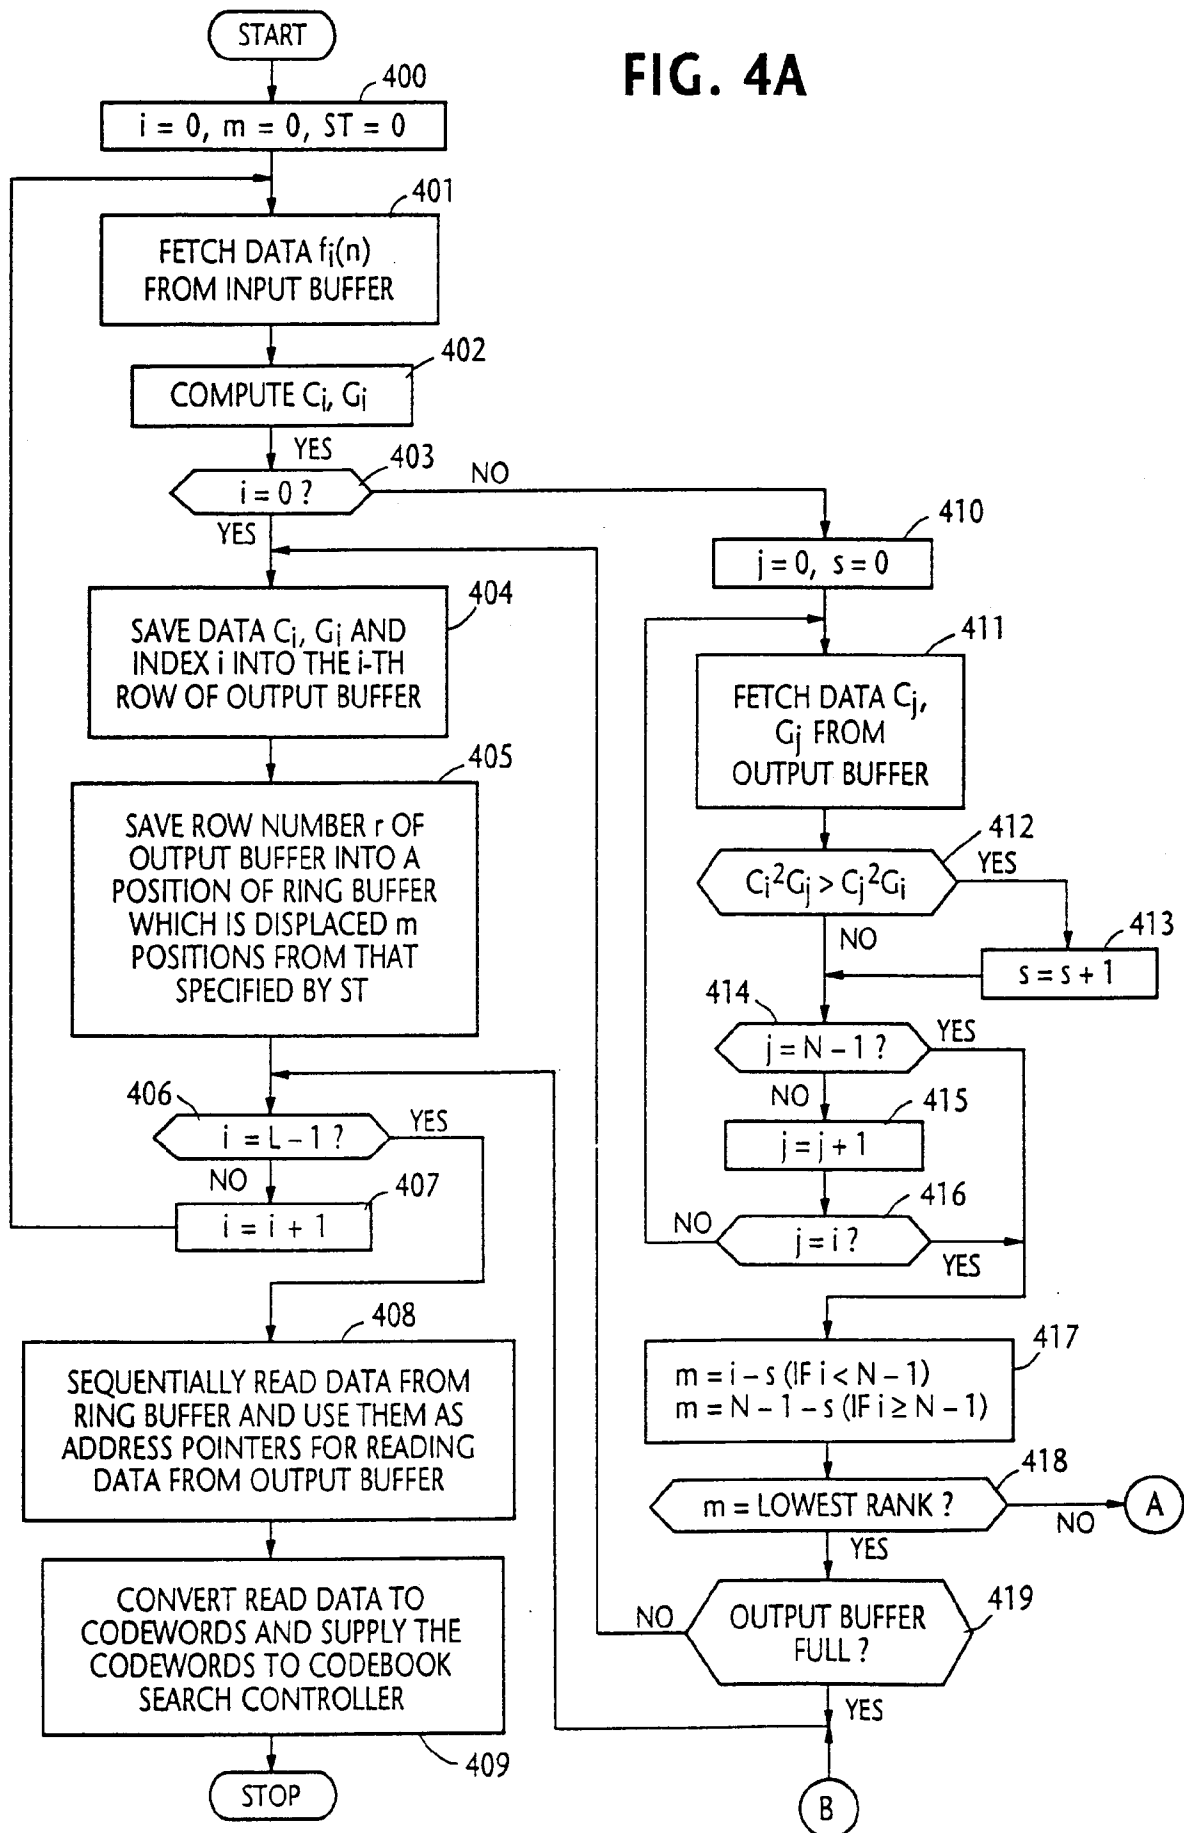 FIG. 4A
START
400
i = 0, m = 0, ST = 0
401
FETCH DATA fi(n)
FROM INPUT BUFFER
402
COMPUTE Ci, Gi
YES
403
i = 0 ?
NO
YES
404
SAVE DATA Ci, Gi AND
INDEX i INTO THE i-TH
ROW OF OUTPUT BUFFER
405
SAVE ROW NUMBER r OF
OUTPUT BUFFER INTO A
POSITION OF RING BUFFER
WHICH IS DISPLACED m
POSITIONS FROM THAT
SPECIFIED BY ST
406
i = L – 1 ?
YES
NO
407
i = i + 1
408
SEQUENTIALLY READ DATA FROM
RING BUFFER AND USE THEM AS
ADDRESS POINTERS FOR READING
DATA FROM OUTPUT BUFFER
CONVERT READ DATA TO
CODEWORDS AND SUPPLY THE
CODEWORDS TO CODEBOOK
SEARCH CONTROLLER
409
STOP
410
j = 0, s = 0
411
FETCH DATA Cj,
Gj FROM
OUTPUT BUFFER
412
Ci²Gj > Cj²Gi
YES
NO
413
s = s + 1
414
j = N – 1 ?
YES
NO
415
j = j + 1
416
NO
j = i ?
YES
417
m = i – s (IF i < N – 1)
m = N – 1 – s (IF i ≥ N – 1)
418
m = LOWEST RANK ?
NO
A
YES
419
NO
OUTPUT BUFFER
FULL ?
YES
B